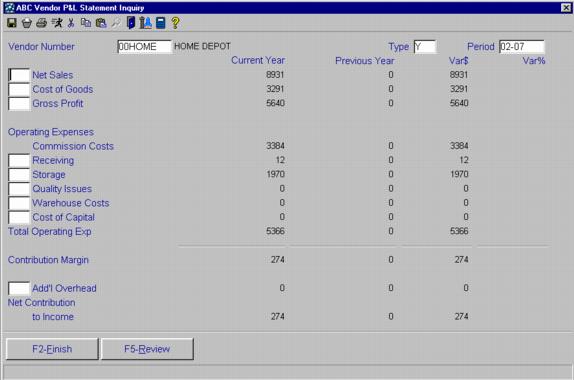 ABC Vendor P&L Statement Inquiry
Vendor Number 00HOME HOME DEPOT Type Y Period 02-07
Current Year Previous Year Var$ Var%
Net Sales 8931 0 8931
Cost of Goods 3291 0 3291
Gross Profit 5640 0 5640
Operating Expenses
Commission Costs 3384 0 3384
Receiving 12 0 12
Storage 1970 0 1970
Quality Issues 0 0 0
Warehouse Costs 0 0 0
Cost of Capital 0 0 0
Total Operating Exp 5366 0 5366
Contribution Margin 274 0 274
Add'l Overhead 0 0 0
Net Contribution
to Income 274 0 274
F2-Finish F5-Review